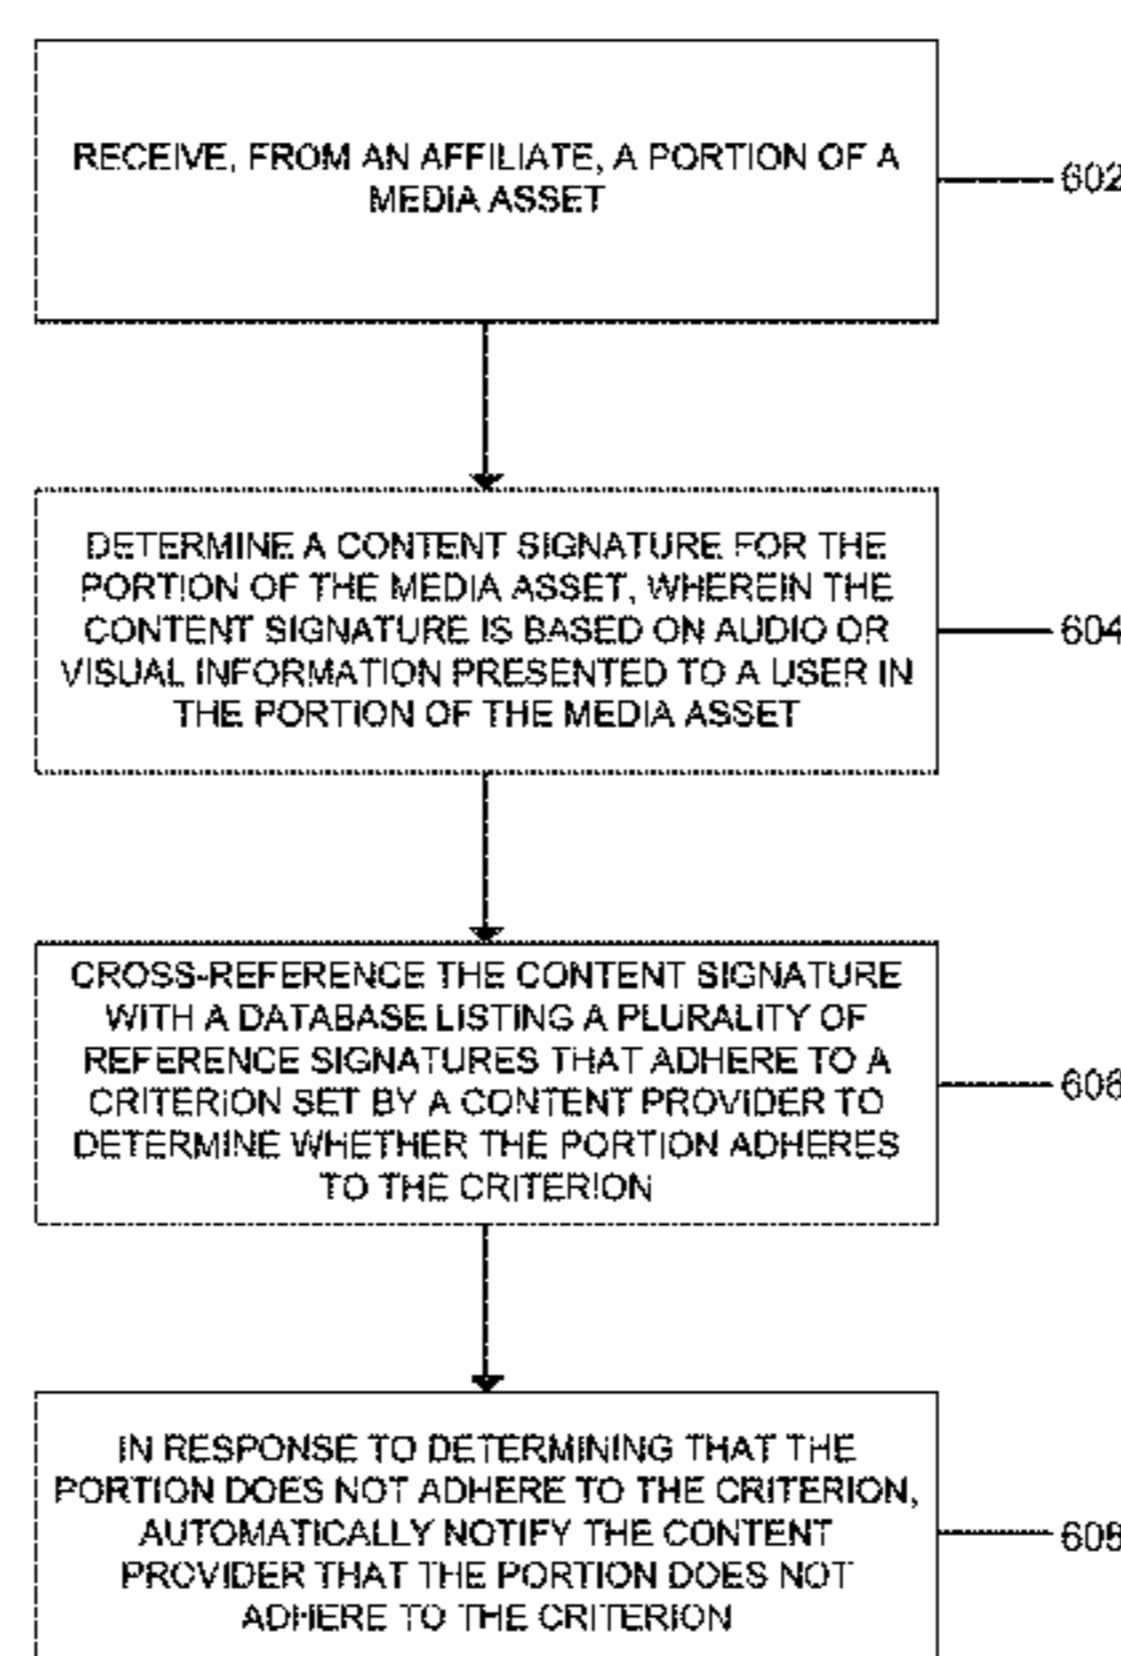 RECEIVE, FROM AN AFFILIATE, A PORTION OF A
MEDIA ASSET
602
DETERMINE A CONTENT SIGNATURE FOR THE
PORTION OF THE MEDIA ASSET, WHEREIN THE
CONTENT SIGNATURE IS BASED ON AUDIO OR
VISUAL INFORMATION PRESENTED TO A USER IN
THE PORTION OF THE MEDIA ASSET
604
CROSS-REFERENCE THE CONTENT SIGNATURE
WITH A DATABASE LISTING A PLURALITY OF
REFERENCE SIGNATURES THAT ADHERE TO A
CRITERION SET BY A CONTENT PROVIDER TO
DETERMINE WHETHER THE PORTION ADHERES
TO THE CRITERION
606
IN RESPONSE TO DETERMINING THAT THE
PORTION DOES NOT ADHERE TO THE CRITERION,
AUTOMATICALLY NOTIFY THE CONTENT
PROVIDER THAT THE PORTION DOES NOT
ADHERE TO THE CRITERION
608